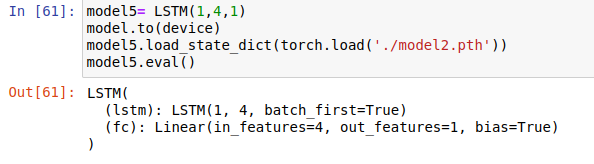 In [61]: model5= LSTM(1,4,1)
model.to(device)
model5.load_state_dict(torch.load('./model2.pth'))
model5.eval()
Out[61]: LSTM(
(lstm): LSTM(1, 4, batch_first=True)
(fc): Linear(in_features=4, out_features=1, bias=True)
)